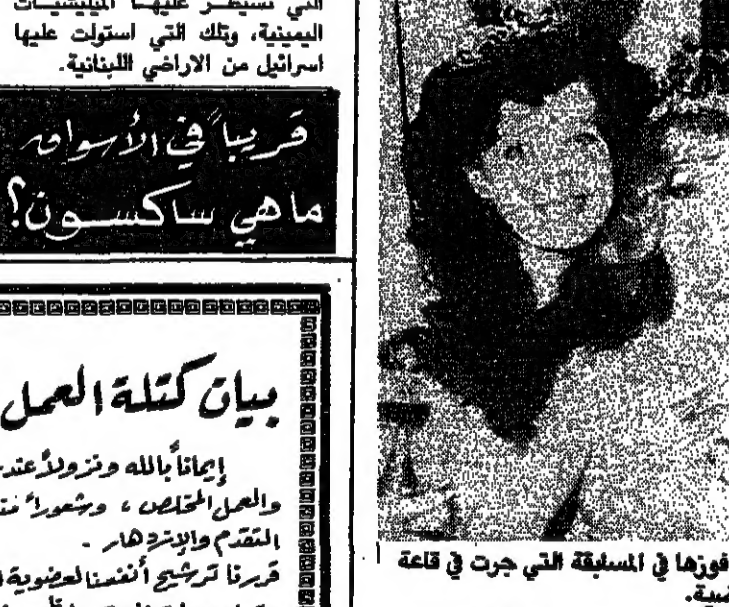 التي تسيطر عليها الميليشيات
اليمينية، وتلك التي استولت عليها
اسرائيل من الاراضي اللبنانية.
قريباً في الأسواق
ما هي ساكسون؟
بيان كتلة العمل
إيماناً بالله ونزولاً عند
والعمل المخلص، وشعوراً
التقدم والإزدهار.
قررنا ترشيح أنفسنا لعضوية
فوزها في المسابقة التي جرت في قاعة